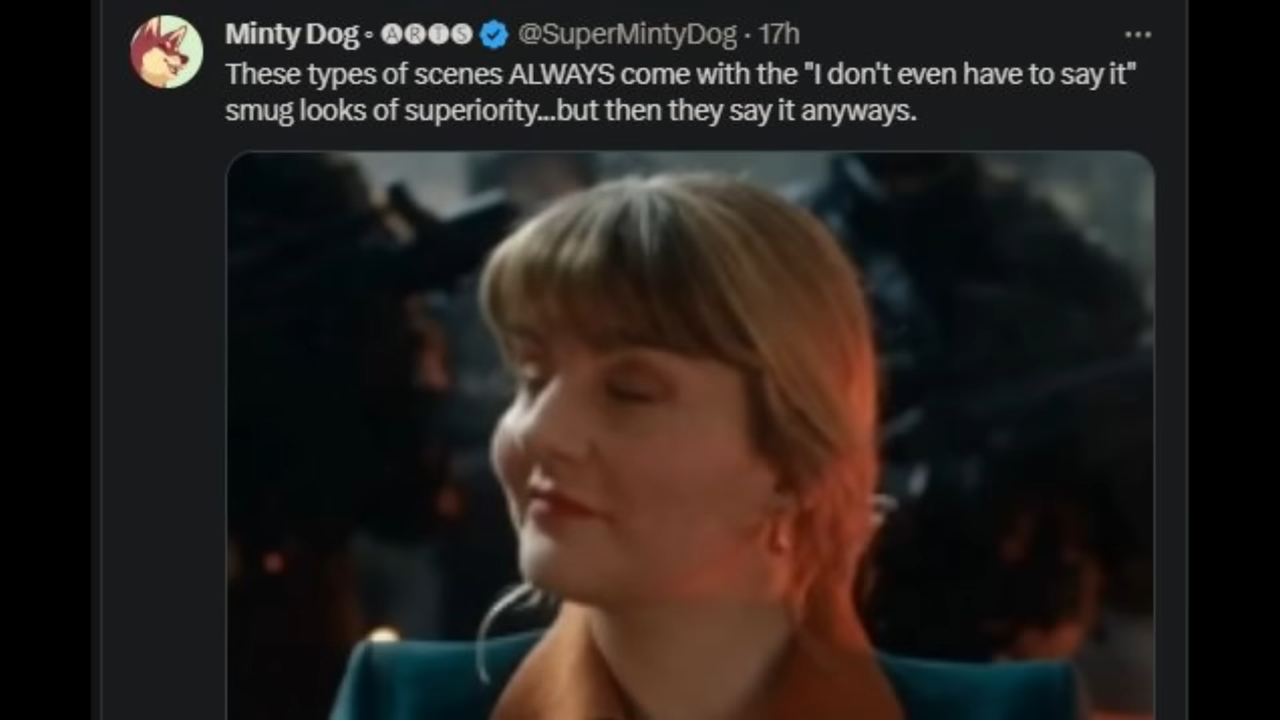 Minty Dog • 🅐🅡🅣🅢 @SuperMintyDog · 17h
These types of scenes ALWAYS come with the "I don't even have to say it"
smug looks of superiority...but then they say it anyways.